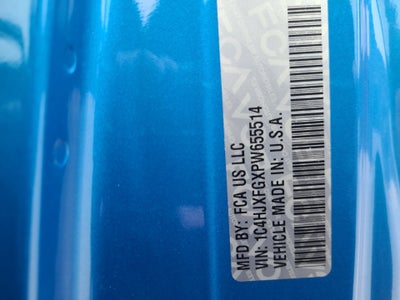 MFD BY: FCA US LLC
VIN: 1C4HJXFGXPW655514
VEHICLE MADE IN: U.S.A.